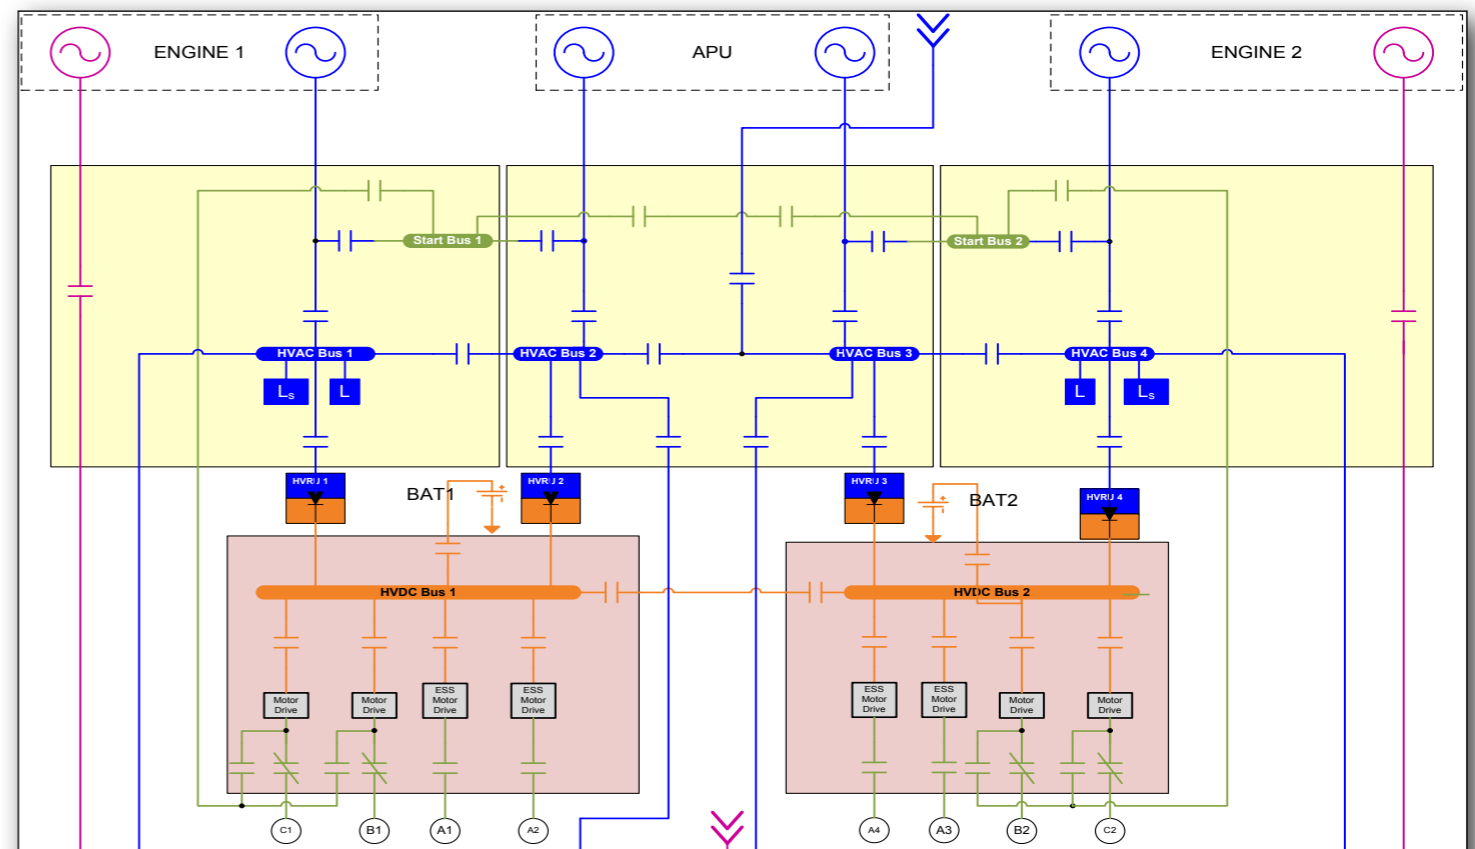 ENGINE 1
APU
ENGINE 2
Start Bus 1
Start Bus 2
HVAC Bus 1
HVAC Bus 2
HVAC Bus 3
HVAC Bus 4
Ls
L
L
Ls
HVRU 1
BAT1
HVRU 2
HVRU 3
BAT2
HVRU 4
HVDC Bus 1
HVDC Bus 2
Motor
Drive
Motor
Drive
ESS
Motor
Drive
ESS
Motor
Drive
ESS
Motor
Drive
ESS
Motor
Drive
Motor
Drive
Motor
Drive
C1
B1
A1
A2
A4
A3
B2
C2